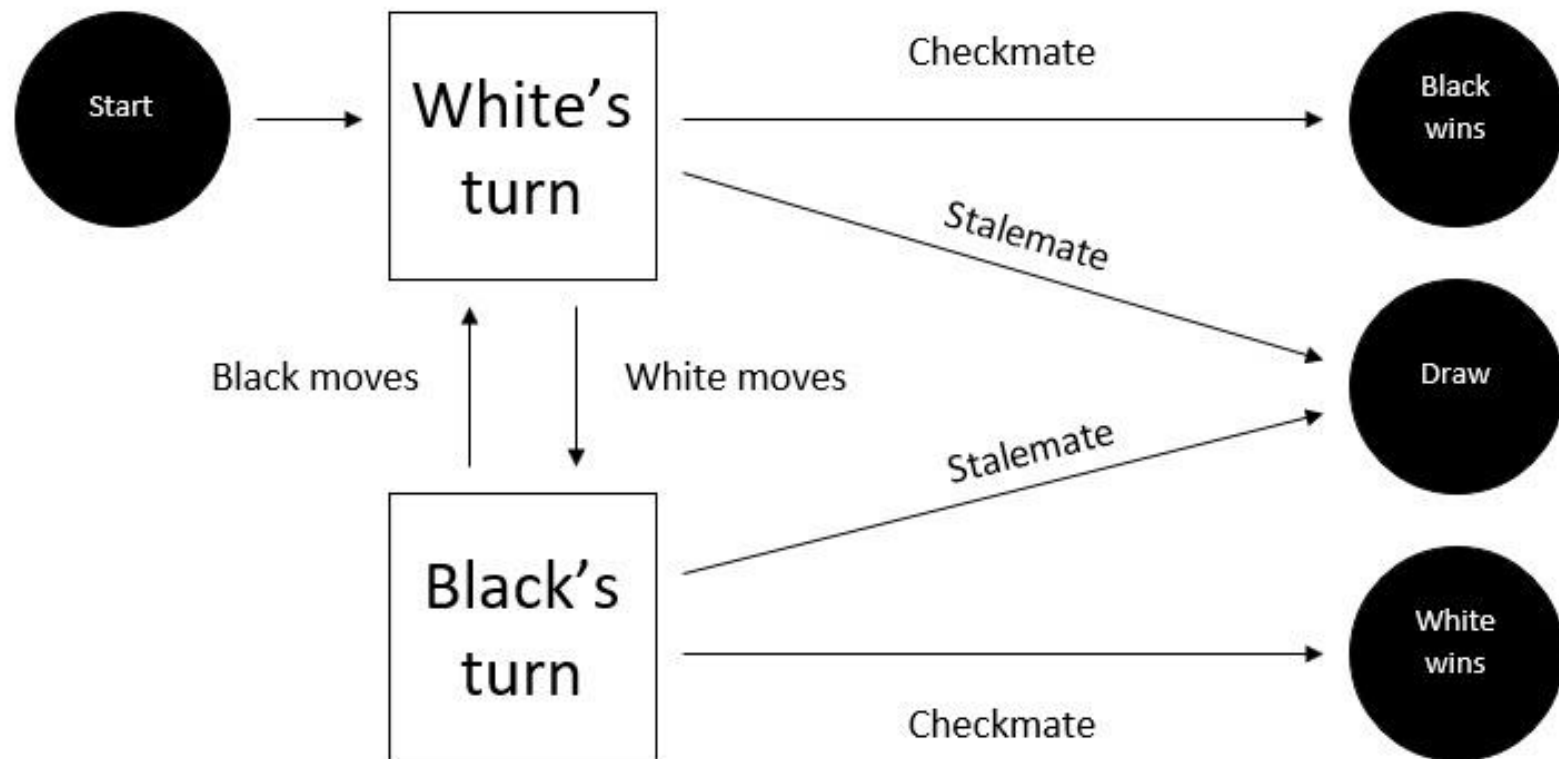 Start
White’s
turn
Checkmate
Black
wins
Stalemate
Black moves
White moves
Draw
Stalemate
Black’s
turn
White
wins
Checkmate